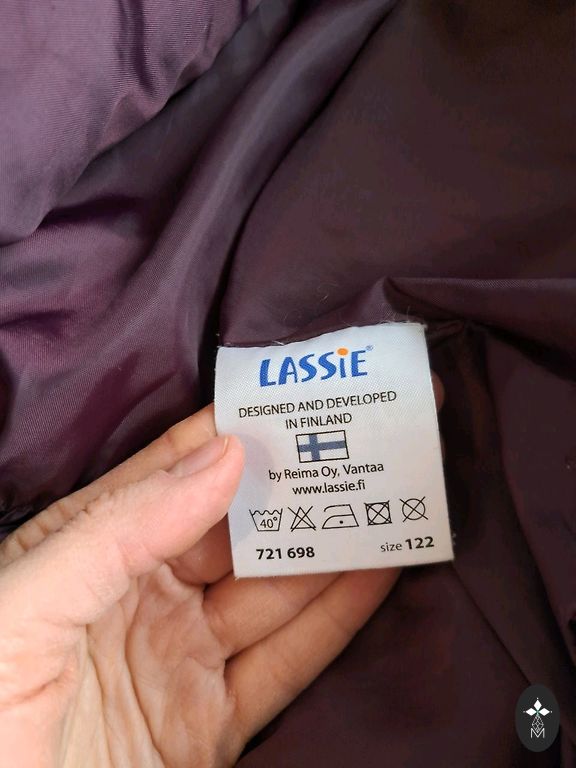 LASSiE®
DESIGNED AND DEVELOPED
IN FINLAND
by Reima Oy, Vantaa
www.lassie.fi
40°
721 698
size 122
M